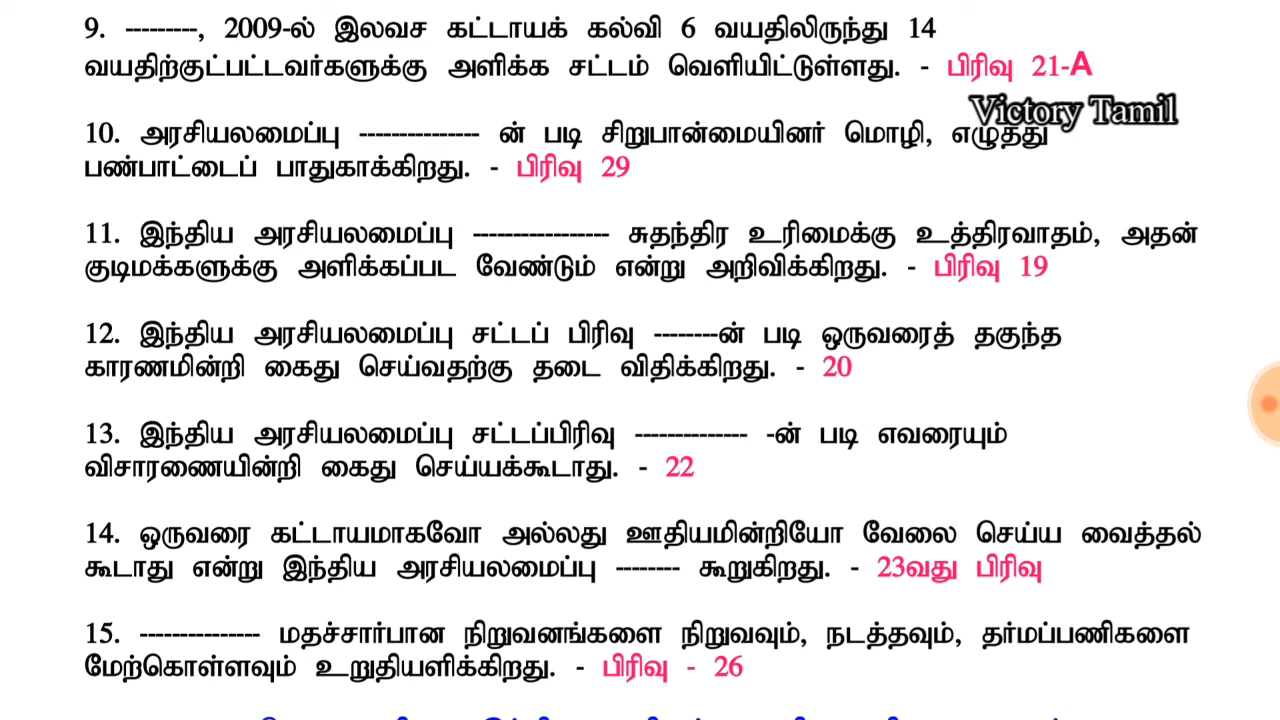 9. ---------, 2009-ல் இலவச கட்டாயக் கல்வி 6 வயதிலிருந்து 14
வயதிற்குட்பட்டவர்களுக்கு அளிக்க சட்டம் வெளியிட்டுள்ளது. - பிரிவு 21-A
Victory Tamil
10. அரசியலமைப்பு --------------- ன் படி சிறுபான்மையினர் மொழி, எழுத்து
பண்பாட்டைப் பாதுகாக்கிறது. - பிரிவு 29
11. இந்திய அரசியலமைப்பு ----------------- சுதந்திர உரிமைக்கு உத்திரவாதம், அதன்
குடிமக்களுக்கு அளிக்கப்பட வேண்டும் என்று அறிவிக்கிறது. - பிரிவு 19
12. இந்திய அரசியலமைப்பு சட்டப் பிரிவு --------ன் படி ஒருவரைத் தகுந்த
காரணமின்றி கைது செய்வதற்கு தடை விதிக்கிறது. - 20
13. இந்திய அரசியலமைப்பு சட்டப்பிரிவு -------------- -ன் படி எவரையும்
விசாரணையின்றி கைது செய்யக்கூடாது. - 22
14. ஒருவரை கட்டாயமாகவோ அல்லது ஊதியமின்றியோ வேலை செய்ய வைத்தல்
கூடாது என்று இந்திய அரசியலமைப்பு -------- கூறுகிறது. - 23வது பிரிவு
15. --------------- மதச்சார்பான நிறுவனங்களை நிறுவவும், நடத்தவும், தர்மப்பணிகளை
மேற்கொள்ளவும் உறுதியளிக்கிறது. - பிரிவு - 26